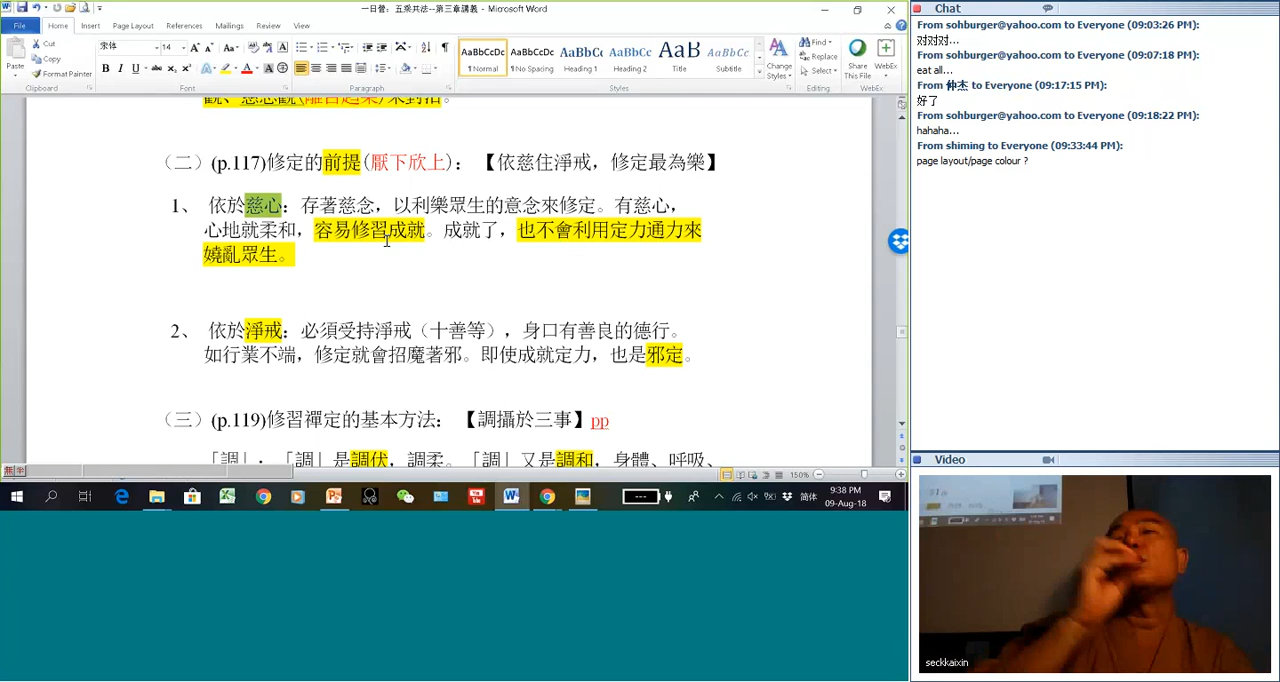 一日營：五乘共法--第三章講義 - Microsoft Word
File Home Insert Page Layout References Mailings Review View
Cut
Copy
Format Painter
Paste
Clipboard
宋体 14
Font
Paragraph
AaBbCcDc AaBbCcDc AaBbCc AaBbCc AaB AaBbCcL
¶ Normal ¶ No Spacing Heading 1 Heading 2 Title Subtitle
Styles
Change Styles
Find
Replace
Select
Editing
Share This File
WebEx
WebEx
（二）(p.117)修定的前提(厭下欣上)：【依慈住淨戒，修定最為樂】
1、 依於慈心：存著慈念，以利樂眾生的意念來修定。有慈心，
心地就柔和，容易修習成就。成就了，也不會利用定力通力來
嬈亂眾生。
2、 依於淨戒：必須受持淨戒（十善等），身口有善良的德行。
如行業不端，修定就會招魔著邪。即使成就定力，也是邪定。
（三）(p.119)修習禪定的基本方法：【調攝於三事】pp
「調」：「調」是調伏，調柔。「調」又是調和，身體、呼吸、
150%
简体
9:38 PM
09-Aug-18
Chat
From sohburger@yahoo.com to Everyone (09:03:26 PM):
对对对...
From sohburger@yahoo.com to Everyone (09:07:18 PM):
eat all...
From 仲杰 to Everyone (09:17:15 PM):
好了
From sohburger@yahoo.com to Everyone (09:18:22 PM):
hahaha...
From shiming to Everyone (09:33:44 PM):
page layout/page colour ?
Video
seckkaixin